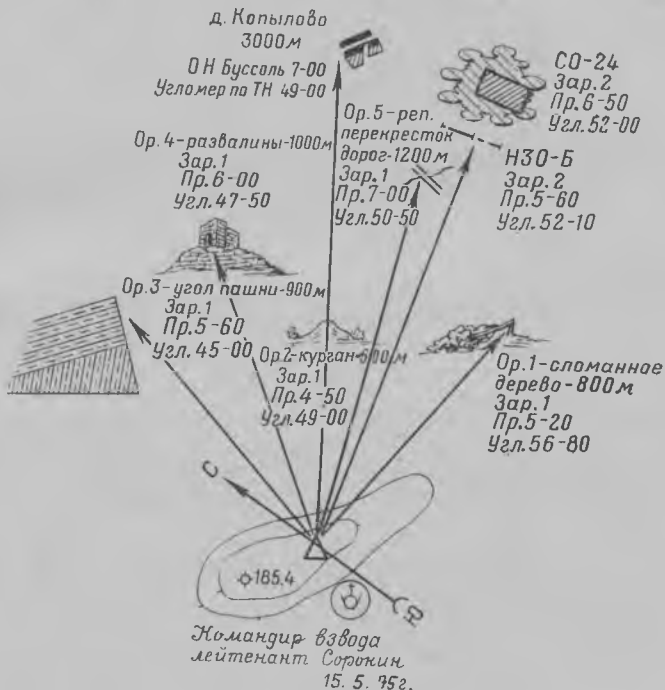 д. Копылово
3000м
ОН Буссоль 7-00
Угломер по ТН 49-00
СО-24
Зар.2
Пр.6-50
Угл.52-00
Ор.5-реп.
перекресток
дорог-1200м
Зар.1
Пр.7-00
Угл.50-50
НЗО-Б
Зар.2
Пр.5-60
Угл.52-10
Ор.4-развалины-1000м
Зар.1
Пр.6-00
Угл.47-50
Ор.3-угол пашни-900м
Зар.1
Пр.5-60
Угл.45-00
Ор.2-курган-600м
Зар.1
Пр.4-50
Угл.49-00
Ор.1-сломанное
дерево-800м
Зар.1
Пр.5-20
Угл.56-80
С
185.4
Ю
Командир взвода
лейтенант Сорокин
15. 5. 75г.